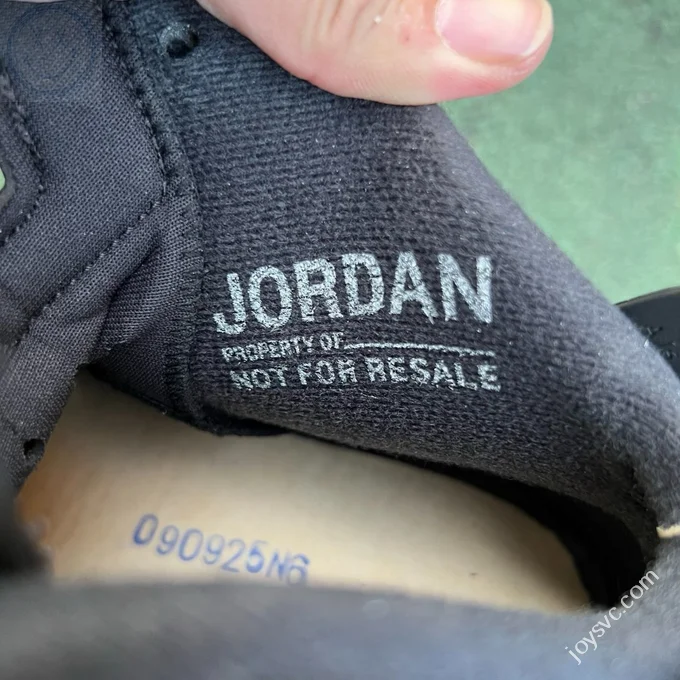 JORDAN
PROPERTY OF
NOT FOR RESALE
090925N6
joysvc.com